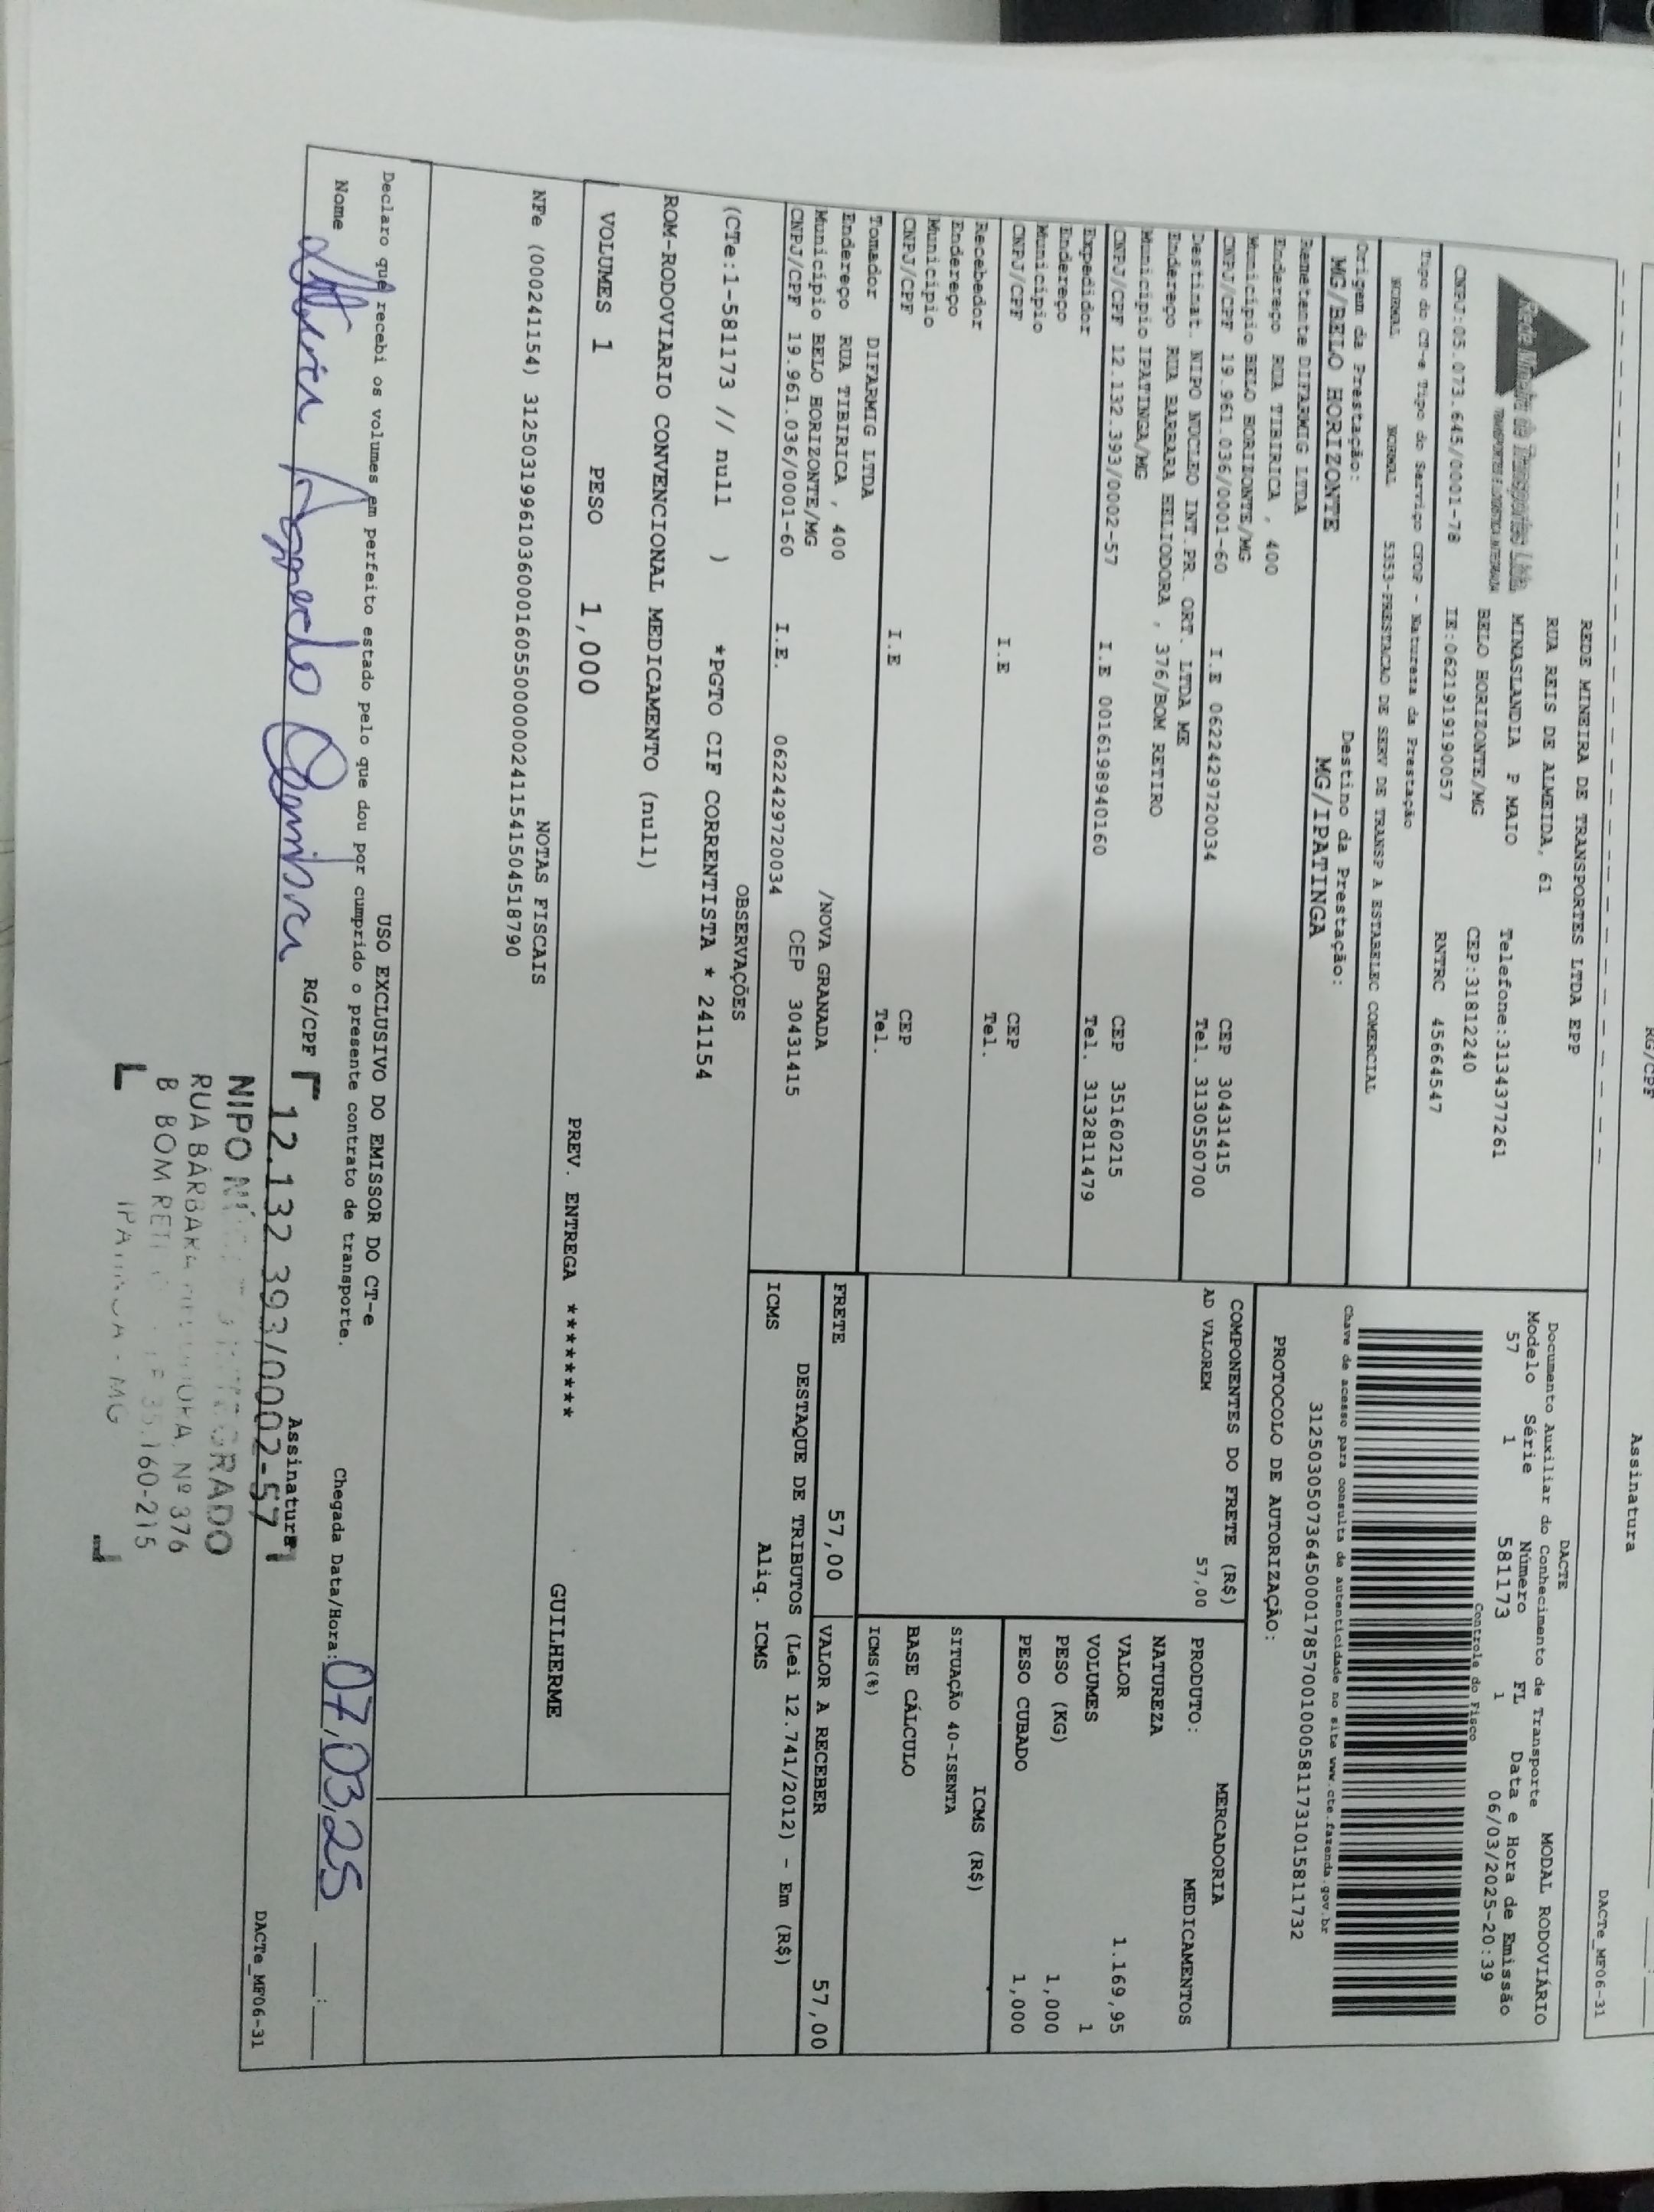 RG/CPF
Assinatura
DACTe_MF06-31
Rede Mineira de Transportes Ltda.
REDE MINEIRA DE TRANSPORTES LTDA EPP
RUA REIS DE ALMEIDA, 61
MINASLANDIA P MAIO Telefone:3134377261
BELO HORIZONTE/MG CEP:31812240
CNPJ:05.073.645/0001-78 IE:0621919190057 RNTRC 45664547
DACTE
Documento Auxiliar do Conhecimento de Transporte MODAL RODOVIÁRIO
Modelo Série Número FL Data e Hora de Emissão
57 1 581173 1 06/03/2025-20:39
Controle do Fisco
Tipo do CT-e Tipo do Serviço CFOP - Natureza da Prestação
NORMAL NORMAL 5353-PRESTACAO DE SERV DE TRANSP A ESTABELEC COMERCIAL
Chave de acesso para consulta de autenticidade no site www.cte.fazenda.gov.br
31250305073645000178570010005811731015811732
Origem da Prestação: Destino da Prestação:
MG/BELO HORIZONTE MG/IPATINGA
PROTOCOLO DE AUTORIZAÇÃO:
Remetente DIFARMIG LTDA
Endereço RUA TIBIRICA , 400
Município BELO HORIZONTE/MG CEP 30431415
CNPJ/CPF 19.961.036/0001-60 I.E 0622429720034 Tel. 3130550700
Destinat. NIPO NUCLEO INT.PR. ORT. LTDA ME
Endereço RUA BARBARA HELIODORA , 376/BOM RETIRO
Município IPATINGA/MG CEP 35160215
CNPJ/CPF 12.132.393/0002-57 I.E 0016198940160 Tel. 3132811479
Expedidor
Endereço
Município CEP
CNPJ/CPF I.E Tel.
Recebedor
Endereço
Município CEP
CNPJ/CPF I.E Tel.
Tomador DIFARMIG LTDA
Endereço RUA TIBIRICA , 400 /NOVA GRANADA
Município BELO HORIZONTE/MG CEP 30431415
CNPJ/CPF 19.961.036/0001-60 I.E. 0622429720034
COMPONENTES DO FRETE (R$)
AD VALOREM 57,00
MERCADORIA
PRODUTO: MEDICAMENTOS
NATUREZA
VALOR 1.169,95
VOLUMES 1
PESO (KG) 1,000
PESO CUBADO 1,000
ICMS (R$)
SITUAÇÃO 40-ISENTA
BASE CÁLCULO
ICMS(%)
FRETE 57,00 VALOR A RECEBER 57,00
DESTAQUE DE TRIBUTOS (Lei 12.741/2012) - Em (R$)
ICMS Aliq. ICMS
OBSERVAÇÕES
(CTe:1-581173 // null ) *PGTO CIF CORRENTISTA * 241154
ROM-RODOVIARIO CONVENCIONAL MEDICAMENTO (null)
VOLUMES 1 PESO 1,000 PREV. ENTREGA ******** GUILHERME
NOTAS FISCAIS
NFe (000241154) 31250319961036000160550000002411541504518790
USO EXCLUSIVO DO EMISSOR DO CT-e
Declaro que recebi os volumes em perfeito estado pelo que dou por cumprido o presente contrato de transporte.
Chegada Data/Hora: 07,03,25
Nome RG/CPF Assinatura
12.132.393/0002-57
NIPO
RUA BÁRBARA Nº 376
B BOM 35.160-215
MG
DACTe_MF06-31